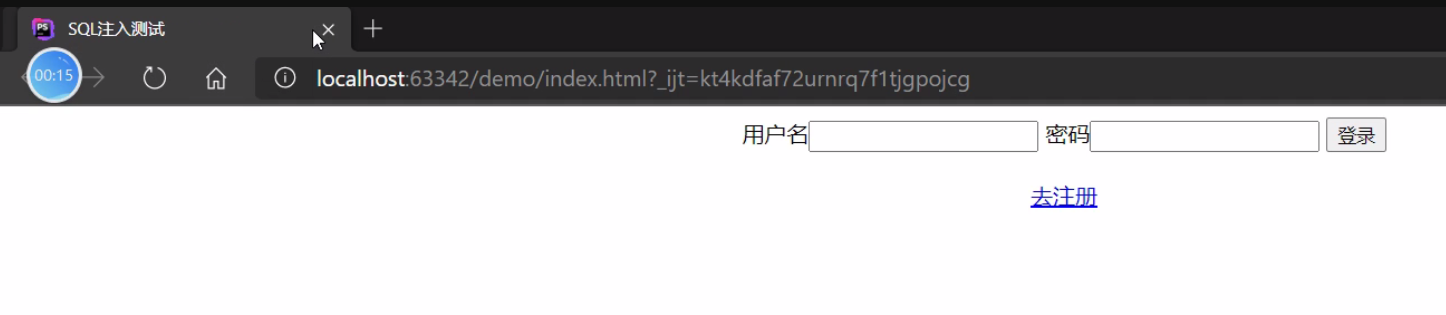 PS SQL注入测试
00:15
localhost:63342/demo/index.html?_ijt=kt4kdfaf72urnrq7f1tjgpojcg
用户名 密码 登录
去注册